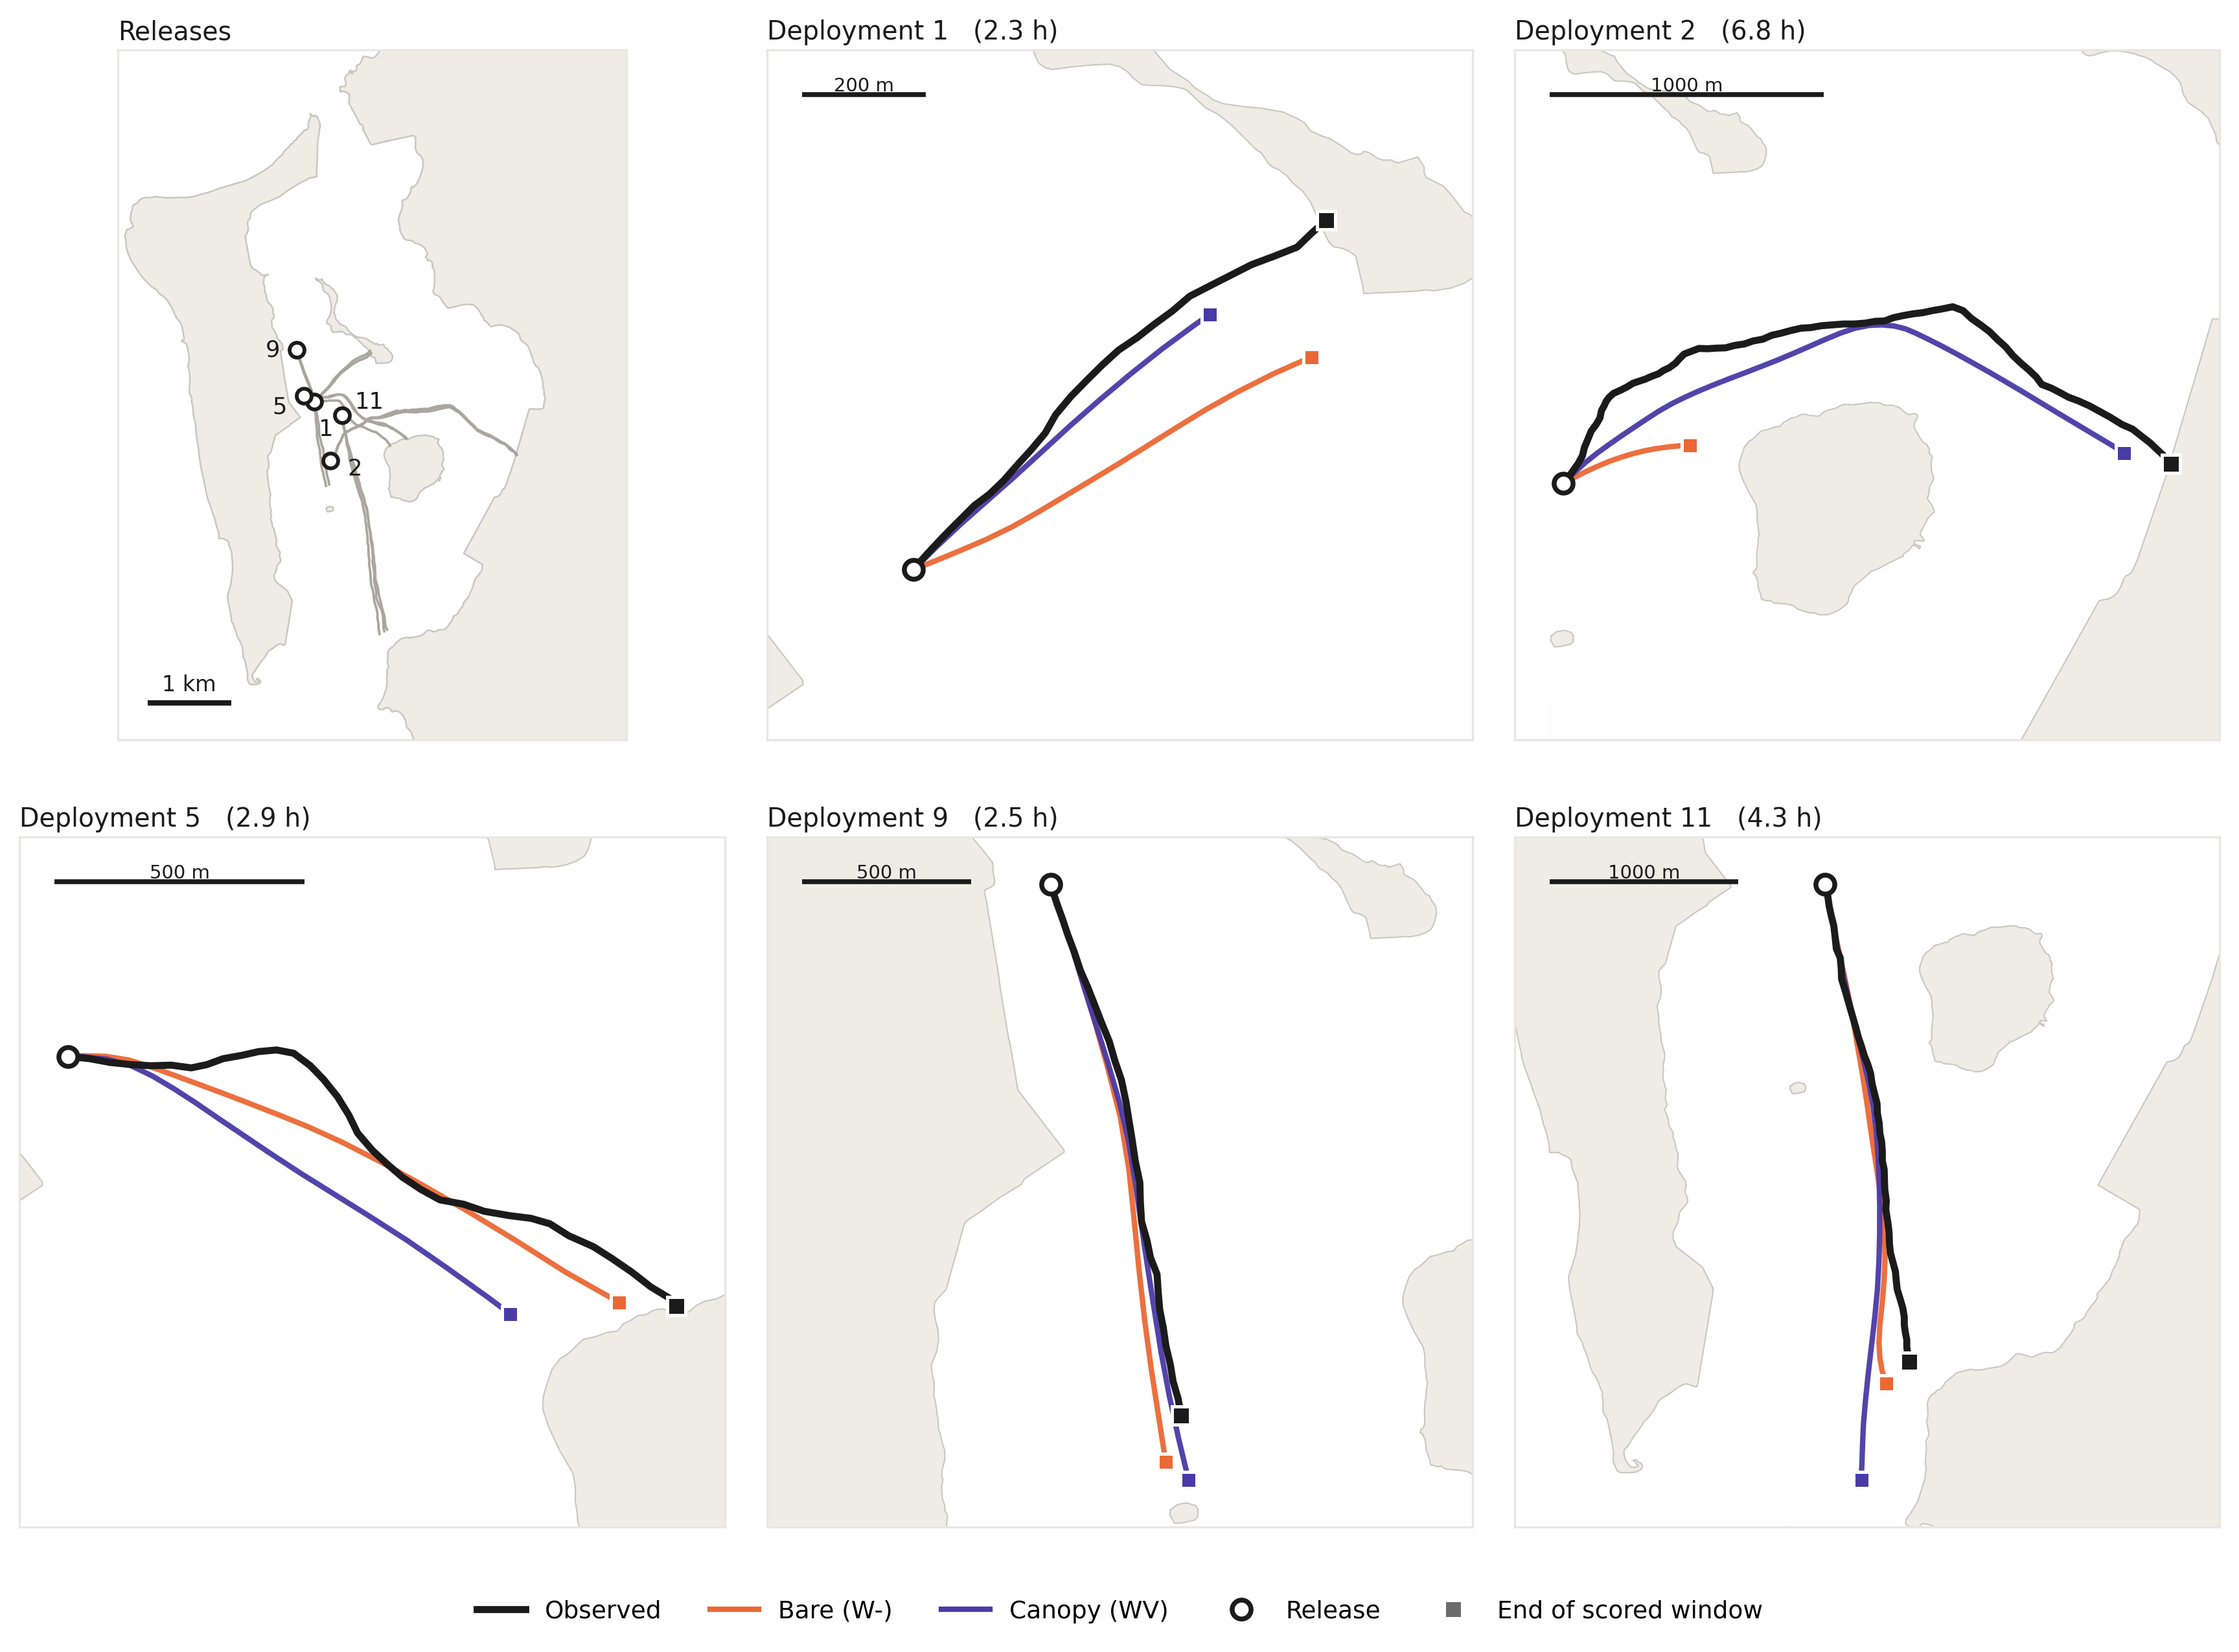 Releases
9
5
11
1
2
1 km
Deployment 1 (2.3 h)
200 m
Deployment 2 (6.8 h)
1000 m
Deployment 5 (2.9 h)
500 m
Deployment 9 (2.5 h)
500 m
Deployment 11 (4.3 h)
1000 m
Observed
Bare (W-)
Canopy (WV)
Release
End of scored window